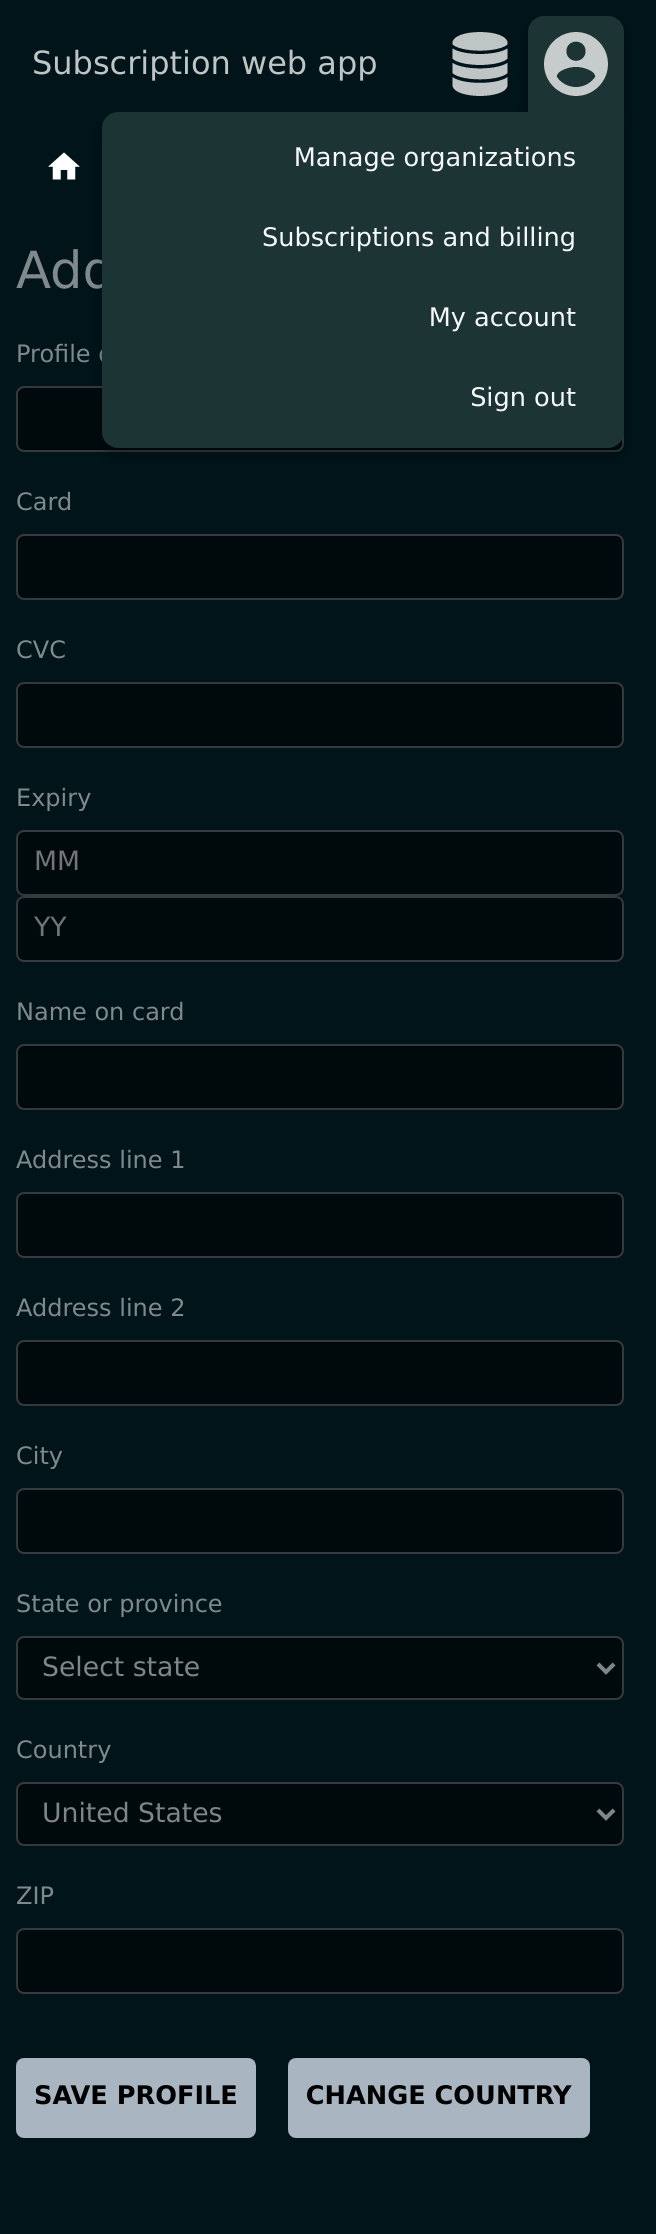 Subscription web app
Manage organizations
Subscriptions and billing
My account
Sign out
Add
Profile
Card
CVC
Expiry
MM
YY
Name on card
Address line 1
Address line 2
City
State or province
Select state
Country
United States
ZIP
SAVE PROFILE
CHANGE COUNTRY